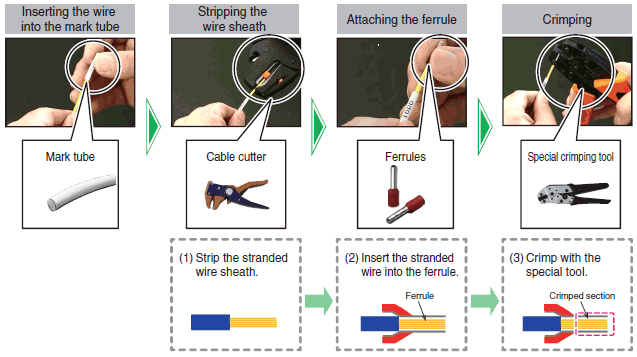 Inserting the wire
into the mark tube
Stripping the
wire sheath
Attaching the ferrule
Crimping
1000
Mark tube
Cable cutter
Ferrules
Special crimping tool
(1) Strip the stranded
wire sheath.
(2) Insert the stranded
wire into the ferrule.
(3) Crimp with the
special tool.
Ferrule
Crimped section